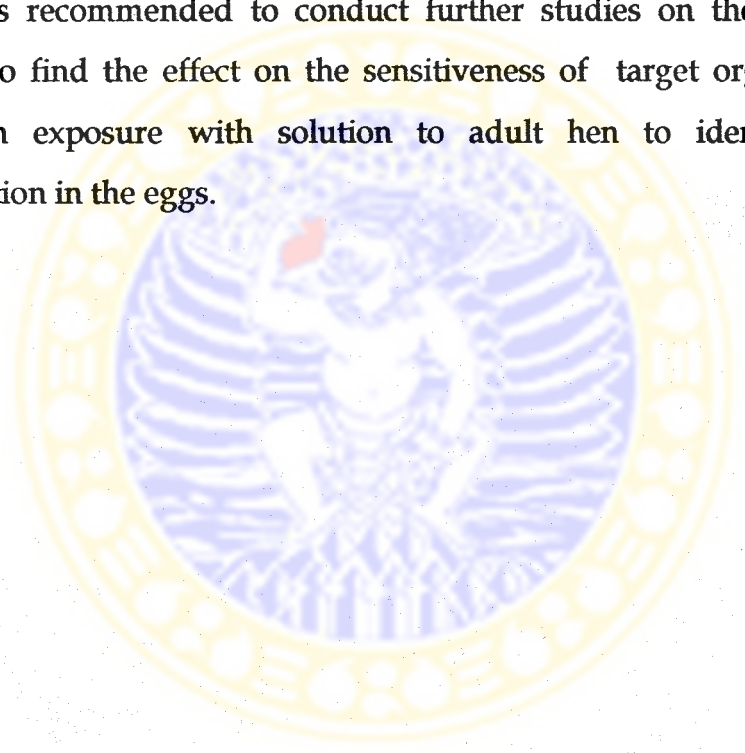 s recommended to conduct further studies on the
o find the effect on the sensitiveness of target or
n exposure with solution to adult hen to iden
ion in the eggs.